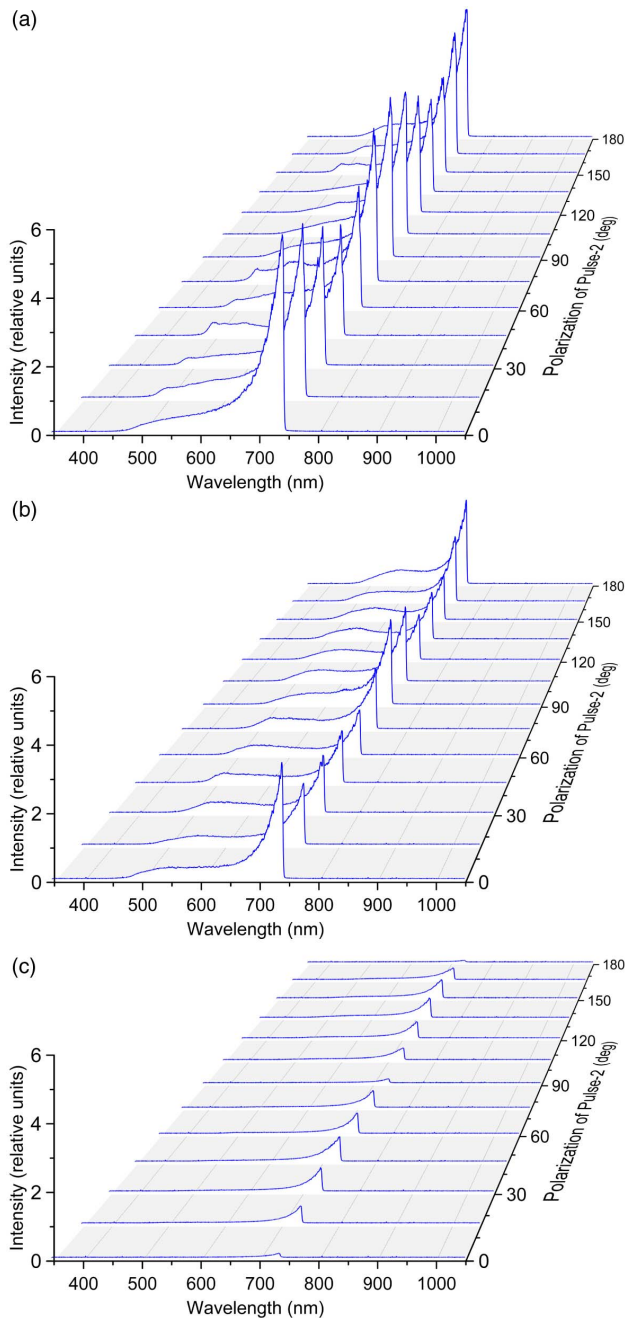 (a)
180
150
120
90
60
30
0
Polarization of Pulse-2 (deg)
6
4
2
0
Intensity (relative units)
400 500 600 700 800 900 1000
Wavelength (nm)
(b)
180
150
120
90
60
30
0
Polarization of Pulse-2 (deg)
6
4
2
0
Intensity (relative units)
400 500 600 700 800 900 1000
Wavelength (nm)
(c)
180
150
120
90
60
30
0
Polarization of Pulse-2 (deg)
6
4
2
0
Intensity (relative units)
400 500 600 700 800 900 1000
Wavelength (nm)